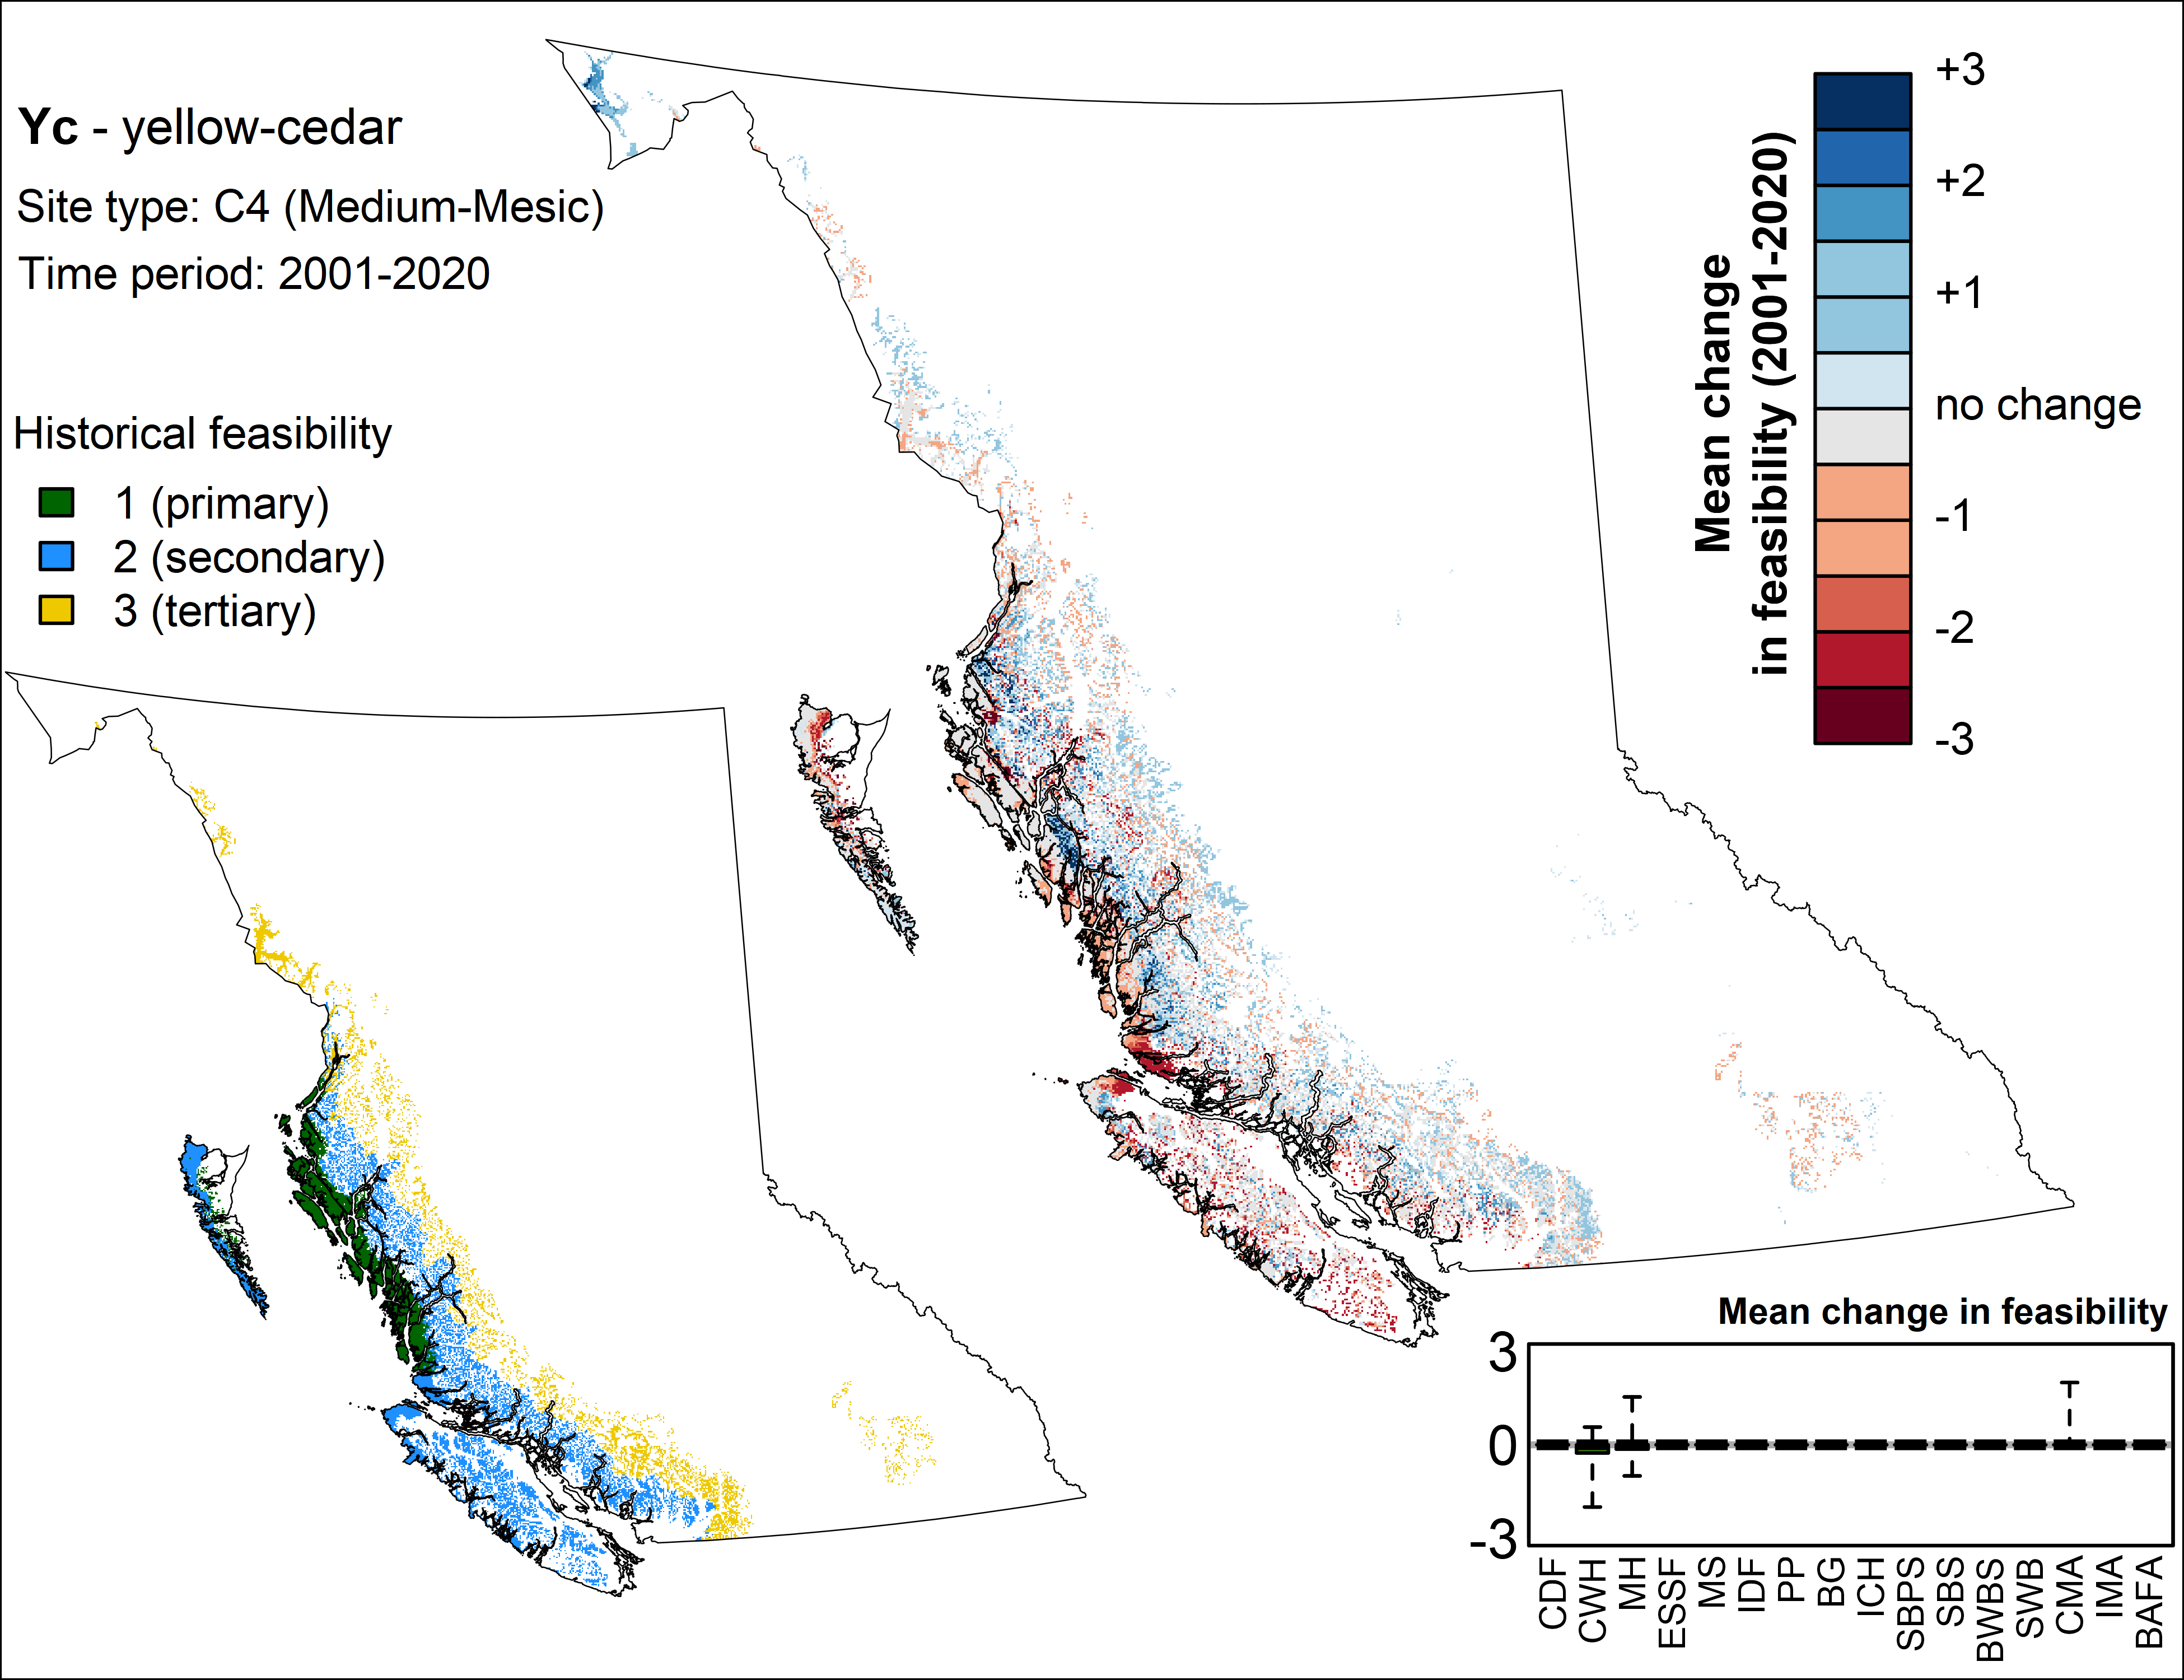 Yc - yellow-cedar
Site type: C4 (Medium-Mesic)
Time period: 2001-2020
Historical feasibility
1 (primary)
2 (secondary)
3 (tertiary)
Mean change
in feasibility (2001-2020)
+3
+2
+1
no change
-1
-2
-3
Mean change in feasibility
3
0
-3
CDF
CWH
MH
ESSF
MS
IDF
PP
BG
ICH
SBPS
SBS
BWBS
SWB
CMA
IMA
BAFA